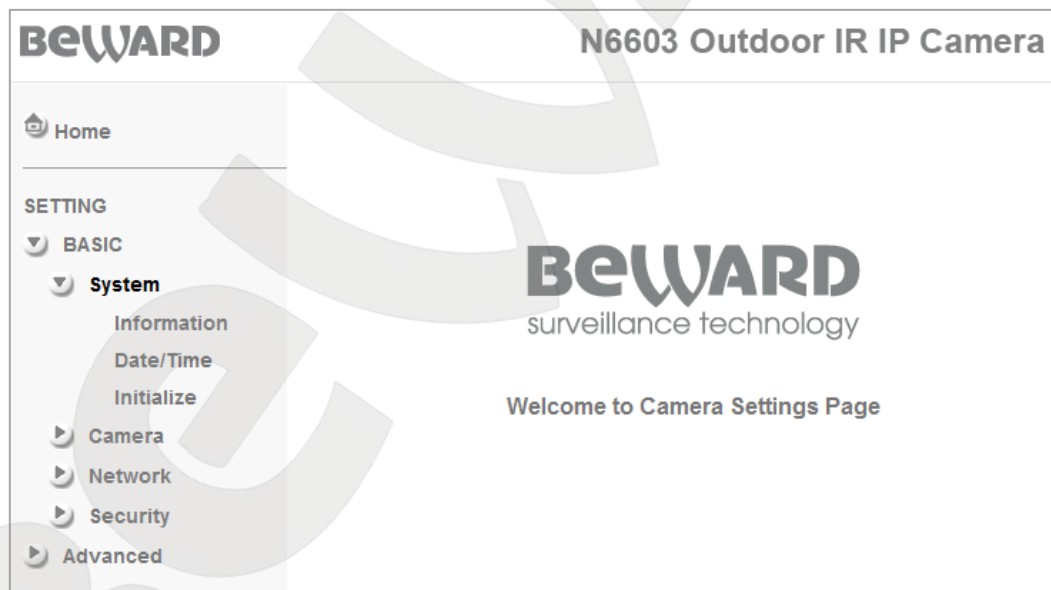 BEWARD
N6603 Outdoor IR IP Camera
Home
SETTING
BASIC
System
Information
Date/Time
Initialize
Camera
Network
Security
Advanced
BEWARD
surveillance technology
Welcome to Camera Settings Page